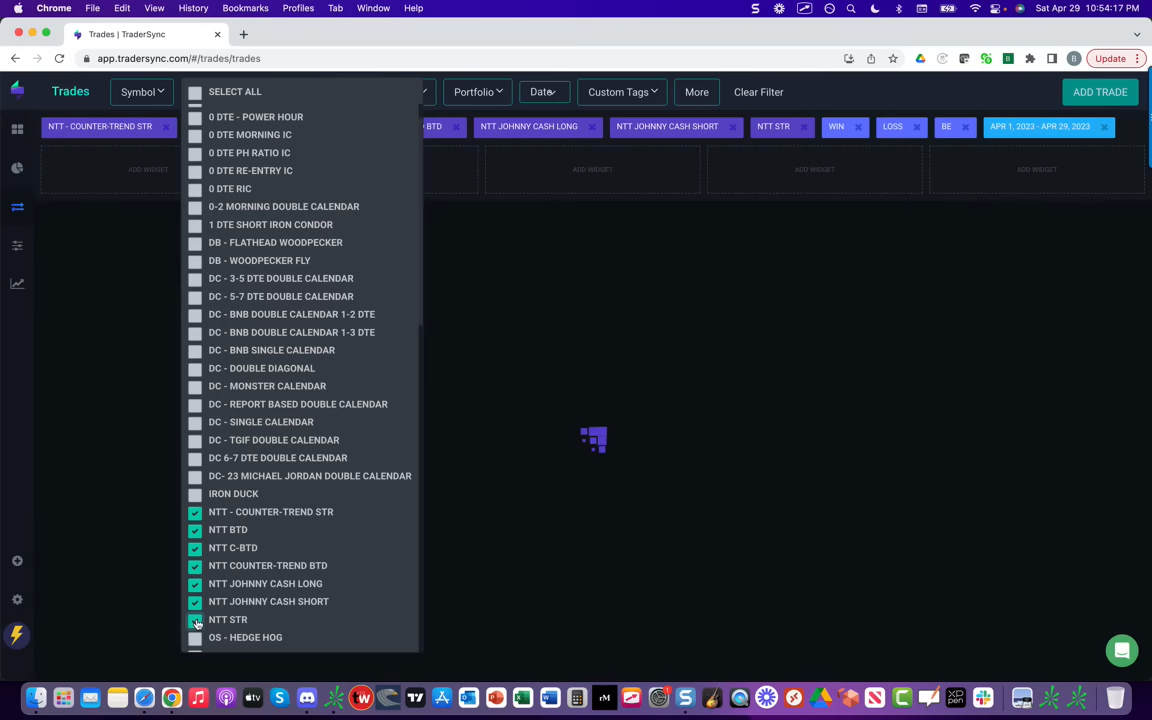 Chrome File Edit View History Bookmarks Profiles Tab Window Help Sat Apr 29 10:54:17 PM
Trades | TraderSync
app.tradersync.com/#/trades/trades
Update
Trades
Symbol
Portfolio
Date
Custom Tags
More
Clear Filter
ADD TRADE
SELECT ALL
NTT - COUNTER-TREND STR
BTD
NTT JOHNNY CASH LONG
NTT JOHNNY CASH SHORT
NTT STR
WIN
LOSS
BE
APR 1, 2023 - APR 29, 2023
ADD WIDGET
ADD WIDGET
ADD WIDGET
ADD WIDGET
0 DTE - POWER HOUR
0 DTE MORNING IC
0 DTE PH RATIO IC
0 DTE RE-ENTRY IC
0 DTE RIC
0-2 MORNING DOUBLE CALENDAR
1 DTE SHORT IRON CONDOR
DB - FLATHEAD WOODPECKER
DB - WOODPECKER FLY
DC - 3-5 DTE DOUBLE CALENDAR
DC - 5-7 DTE DOUBLE CALENDAR
DC - BNB DOUBLE CALENDAR 1-2 DTE
DC - BNB DOUBLE CALENDAR 1-3 DTE
DC - BNB SINGLE CALENDAR
DC - DOUBLE DIAGONAL
DC - MONSTER CALENDAR
DC - REPORT BASED DOUBLE CALENDAR
DC - SINGLE CALENDAR
DC - TGIF DOUBLE CALENDAR
DC 6-7 DTE DOUBLE CALENDAR
DC- 23 MICHAEL JORDAN DOUBLE CALENDAR
IRON DUCK
NTT - COUNTER-TREND STR
NTT BTD
NTT C-BTD
NTT COUNTER-TREND BTD
NTT JOHNNY CASH LONG
NTT JOHNNY CASH SHORT
NTT STR
OS - HEDGE HOG